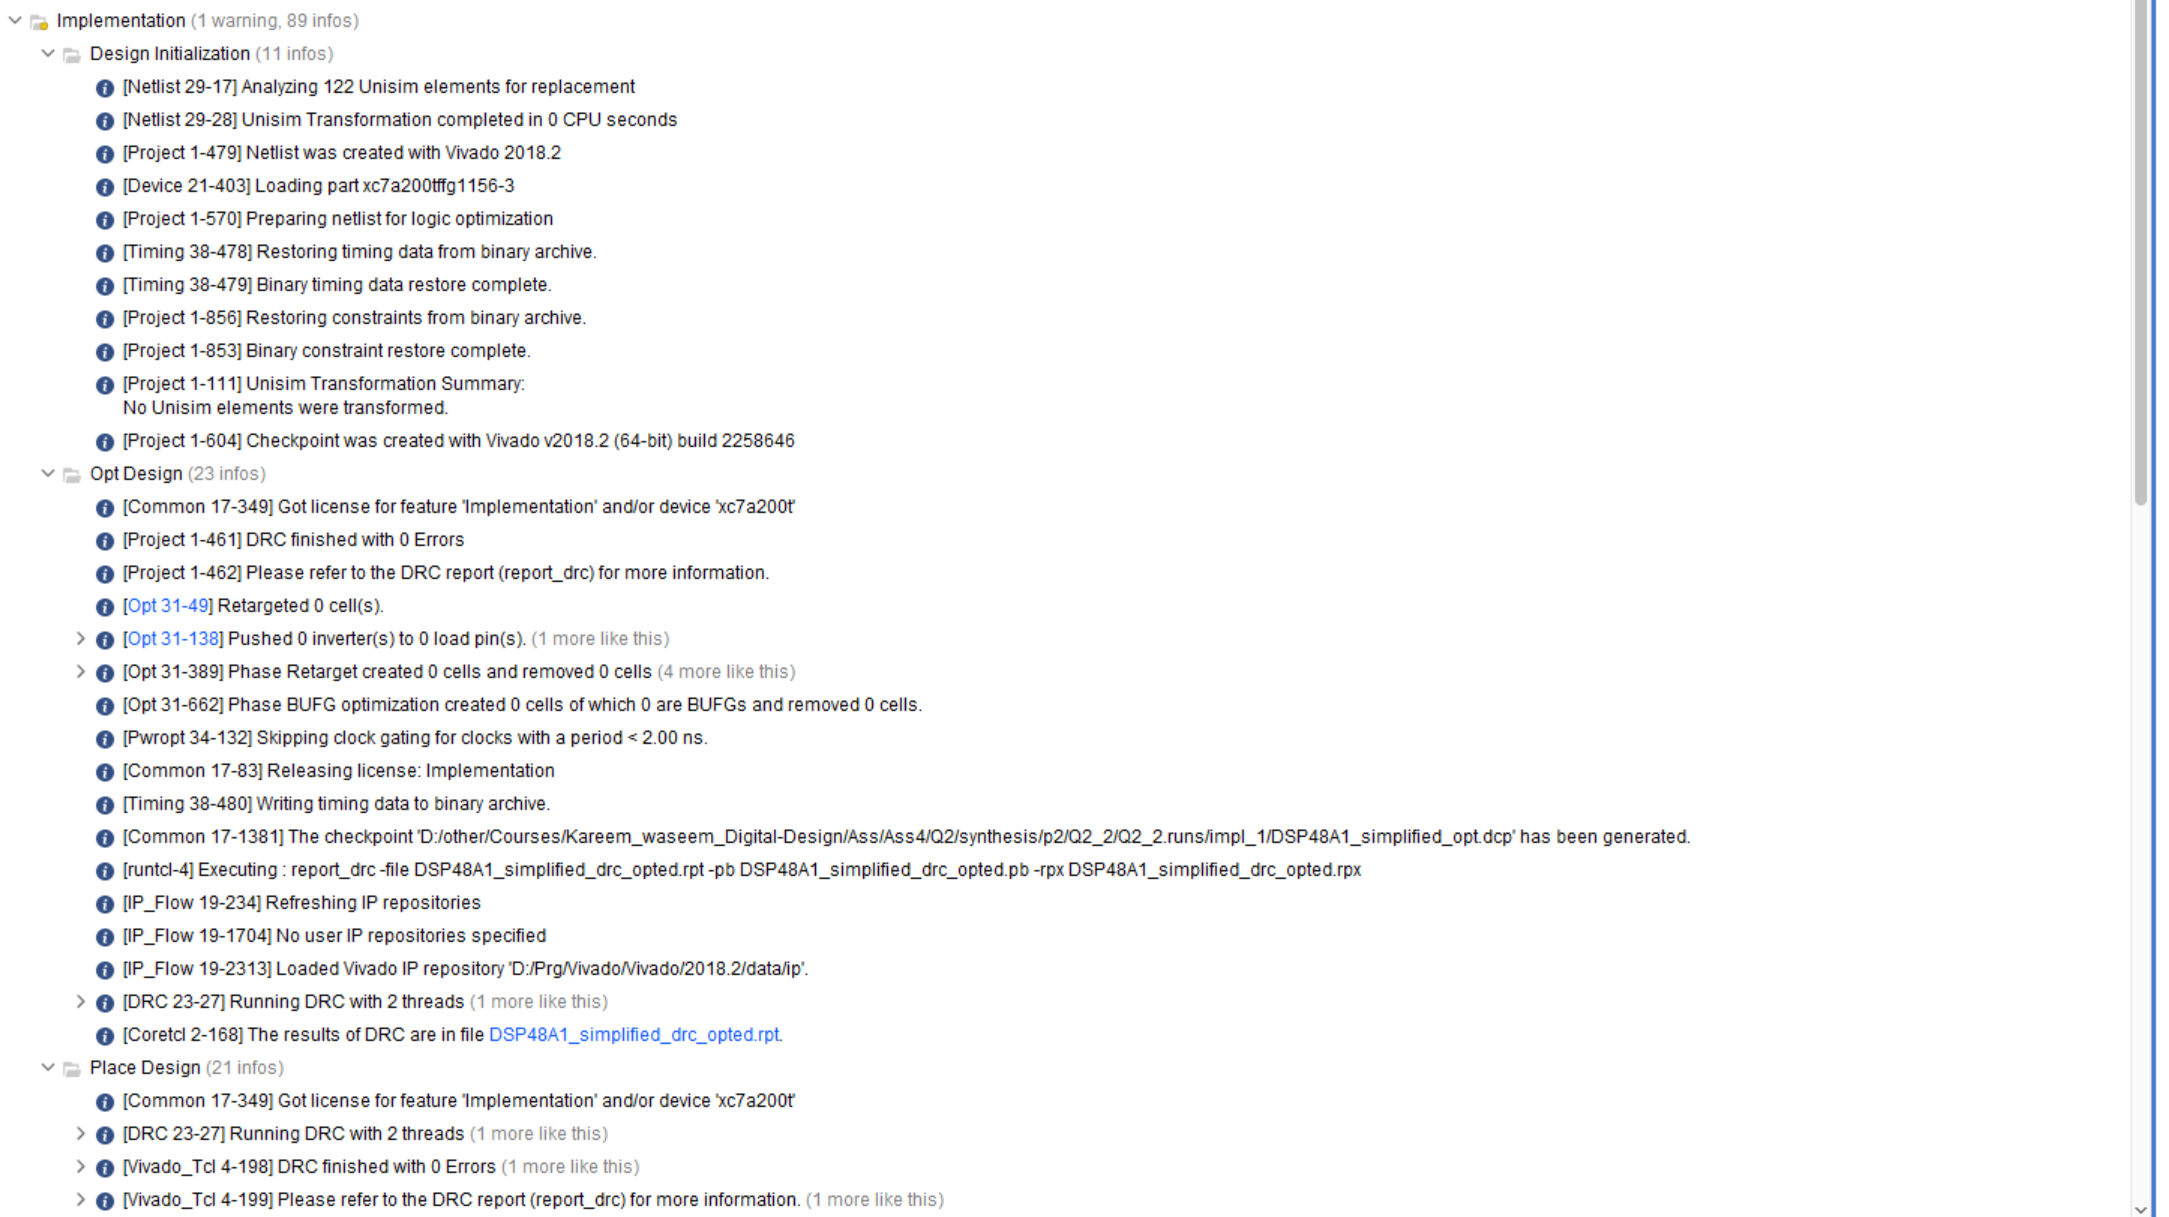 Implementation (1 warning, 89 infos)
Design Initialization (11 infos)
[Netlist 29-17] Analyzing 122 Unisim elements for replacement
[Netlist 29-28] Unisim Transformation completed in 0 CPU seconds
[Project 1-479] Netlist was created with Vivado 2018.2
[Device 21-403] Loading part xc7a200tffg1156-3
[Project 1-570] Preparing netlist for logic optimization
[Timing 38-478] Restoring timing data from binary archive.
[Timing 38-479] Binary timing data restore complete.
[Project 1-856] Restoring constraints from binary archive.
[Project 1-853] Binary constraint restore complete.
[Project 1-111] Unisim Transformation Summary:
No Unisim elements were transformed.
[Project 1-604] Checkpoint was created with Vivado v2018.2 (64-bit) build 2258646
Opt Design (23 infos)
[Common 17-349] Got license for feature 'Implementation' and/or device 'xc7a200t'
[Project 1-461] DRC finished with 0 Errors
[Project 1-462] Please refer to the DRC report (report_drc) for more information.
[Opt 31-49] Retargeted 0 cell(s).
[Opt 31-138] Pushed 0 inverter(s) to 0 load pin(s). (1 more like this)
[Opt 31-389] Phase Retarget created 0 cells and removed 0 cells (4 more like this)
[Opt 31-662] Phase BUFG optimization created 0 cells of which 0 are BUFGs and removed 0 cells.
[Pwropt 34-132] Skipping clock gating for clocks with a period < 2.00 ns.
[Common 17-83] Releasing license: Implementation
[Timing 38-480] Writing timing data to binary archive.
[Common 17-1381] The checkpoint 'D:/other/Courses/Kareem_waseem_Digital-Design/Ass/Ass4/Q2/synthesis/p2/Q2_2/Q2_2.runs/impl_1/DSP48A1_simplified_opt.dcp' has been generated.
[runtcl-4] Executing : report_drc -file DSP48A1_simplified_drc_opted.rpt -pb DSP48A1_simplified_drc_opted.pb -rpx DSP48A1_simplified_drc_opted.rpx
[IP_Flow 19-234] Refreshing IP repositories
[IP_Flow 19-1704] No user IP repositories specified
[IP_Flow 19-2313] Loaded Vivado IP repository 'D:/Prg/Vivado/Vivado/2018.2/data/ip'.
[DRC 23-27] Running DRC with 2 threads (1 more like this)
[Coretcl 2-168] The results of DRC are in file DSP48A1_simplified_drc_opted.rpt.
Place Design (21 infos)
[Common 17-349] Got license for feature 'Implementation' and/or device 'xc7a200t'
[DRC 23-27] Running DRC with 2 threads (1 more like this)
[Vivado_Tcl 4-198] DRC finished with 0 Errors (1 more like this)
[Vivado_Tcl 4-199] Please refer to the DRC report (report_drc) for more information. (1 more like this)